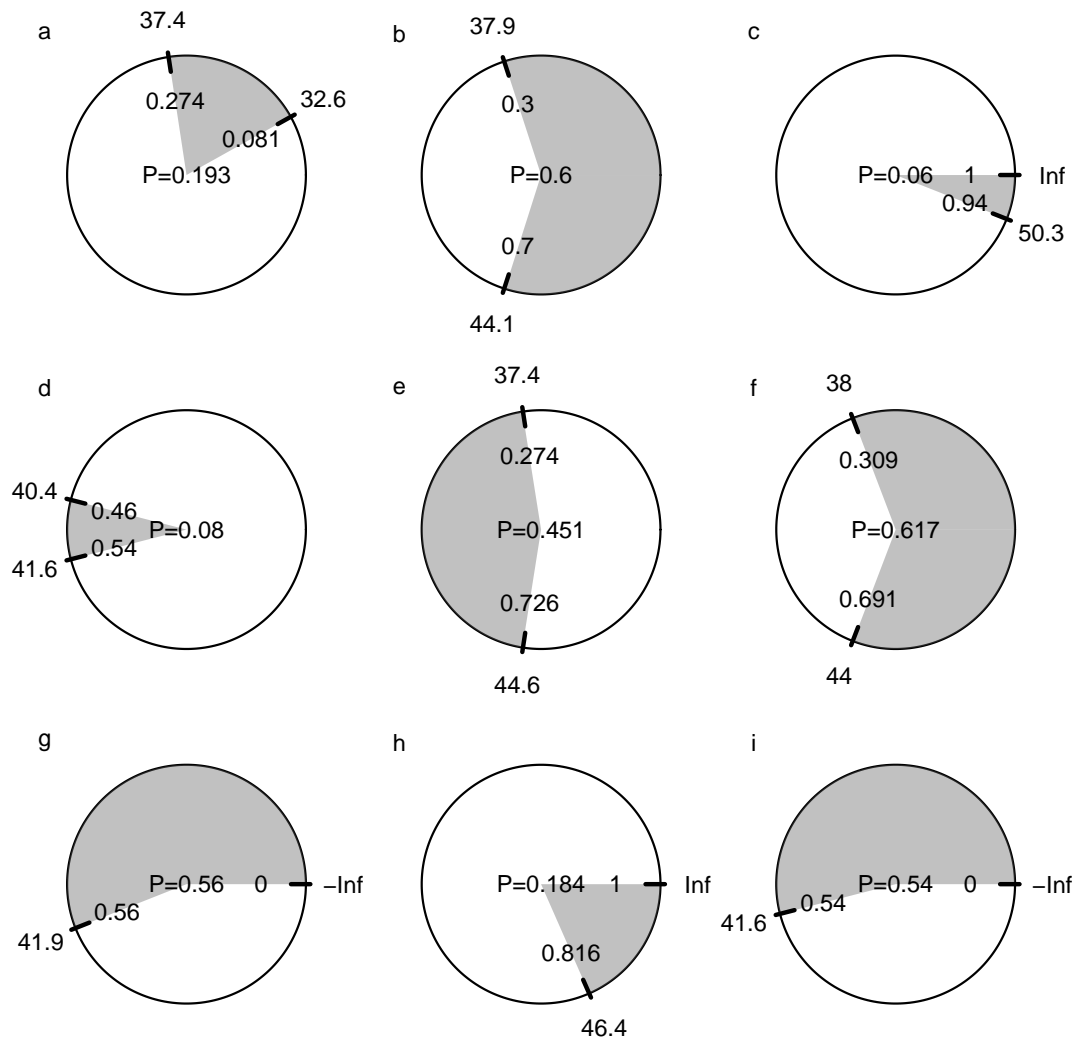 a
37.4
0.274
32.6
0.081
P=0.193
b
37.9
0.3
P=0.6
0.7
44.1
c
P=0.06
1
Inf
0.94
50.3
d
40.4
0.46
P=0.08
0.54
41.6
e
37.4
0.274
P=0.451
0.726
44.6
f
38
0.309
P=0.617
0.691
44
g
P=0.56
0
−Inf
0.56
41.9
h
P=0.184
1
Inf
0.816
46.4
i
P=0.54
0
−Inf
0.54
41.6